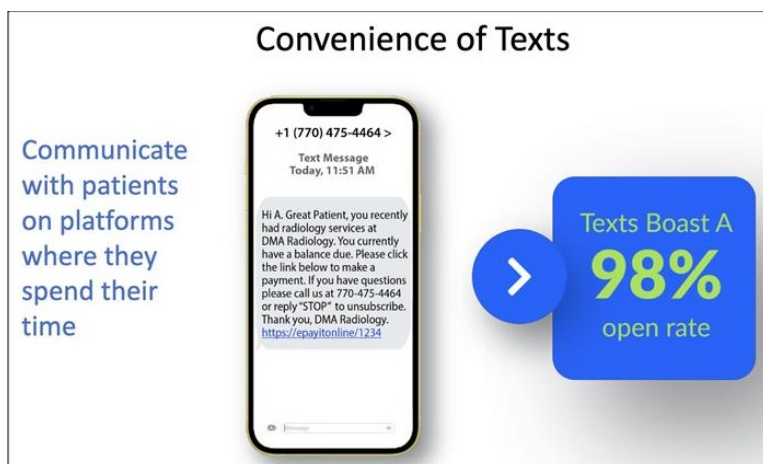 Convenience of Texts
Communicate
with patients
on platforms
where they
spend their
time
+1 (770) 475-4464 >
Text Message
Today, 11:51 AM
Hi A. Great Patient, you recently
had radiology services at
DMA Radiology. You currently
have a balance due. Please click
the link below to make a
payment. If you have questions
please call us at 770-475-4464
or reply "STOP" to unsubscribe.
Thank you, DMA Radiology.
https://epayitonline/1234
Message
Texts Boast A
98%
open rate